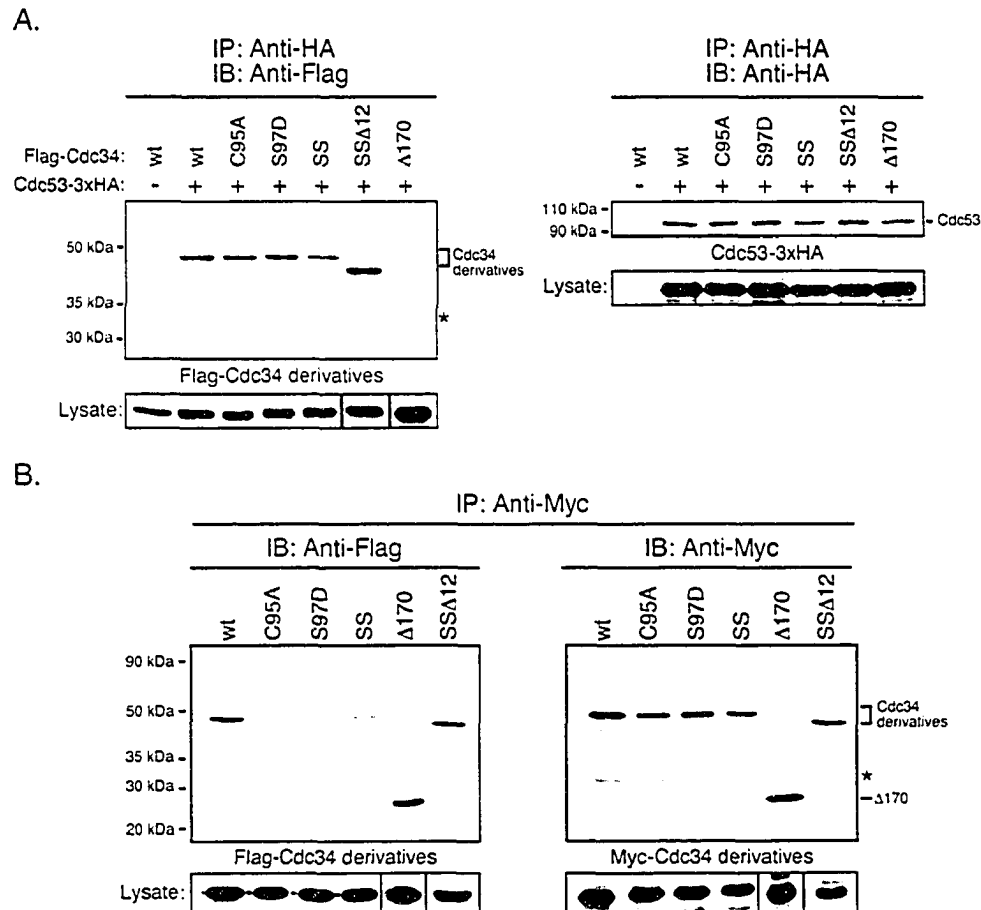 A.
IP: Anti-HA
IB: Anti-Flag
Flag-Cdc34: wt wt C95A S97D SS SSΔ12 Δ170
Cdc53-3xHA: - + + + + + +
50 kDa -
35 kDa -
30 kDa -
Cdc34
derivatives
*
Flag-Cdc34 derivatives
Lysate:
IP: Anti-HA
IB: Anti-HA
wt wt C95A S97D SS SSΔ12 Δ170
- + + + + + +
110 kDa -
90 kDa -
- Cdc53
Cdc53-3xHA
Lysate:
B.
IP: Anti-Myc
IB: Anti-Flag
wt C95A S97D SS Δ170 SSΔ12
90 kDa -
50 kDa -
35 kDa -
30 kDa -
20 kDa -
Flag-Cdc34 derivatives
Lysate:
IB: Anti-Myc
wt C95A S97D SS Δ170 SSΔ12
Cdc34
derivatives
*
Δ170
Myc-Cdc34 derivatives